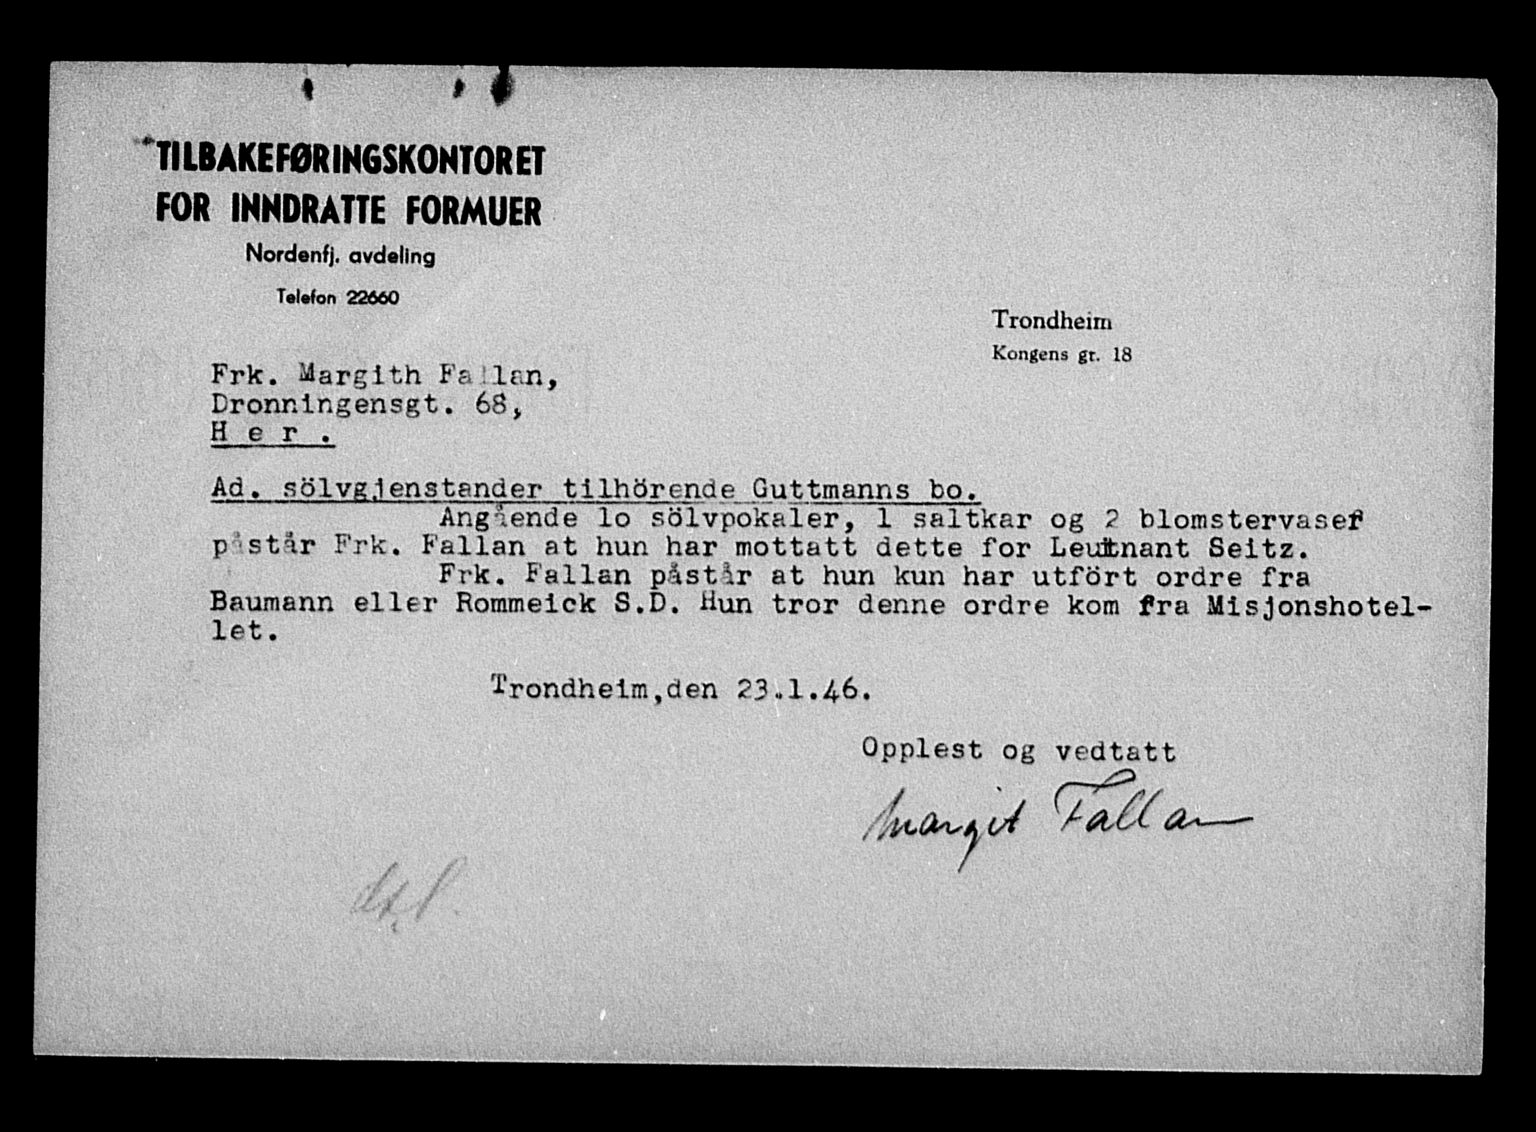 TILBAKEFØRINGSKONTORET
FOR INNDRATTE FORMUER
Nordenfj. avdeling
Telefon 22660
Trondheim
Kongens gt. 18
Frk. Margith Fallan,
Dronningensgt. 68,
H e r .
Ad. sölvgjenstander tilhörende Guttmanns bo.
Angående lo sölvpokaler, 1 saltkar og 2 blomstervaser
påstår Frk. Fallan at hun har mottatt dette for Leutnant Seitz.
Frk. Fallan påstår at hun kun har utfört ordre fra
Baumann eller Rommeick S.D. Hun tror denne ordre kom fra Misjonshotel-
let.
Trondheim,den 23.1.46.
Opplest og vedtatt
Margit Fallan